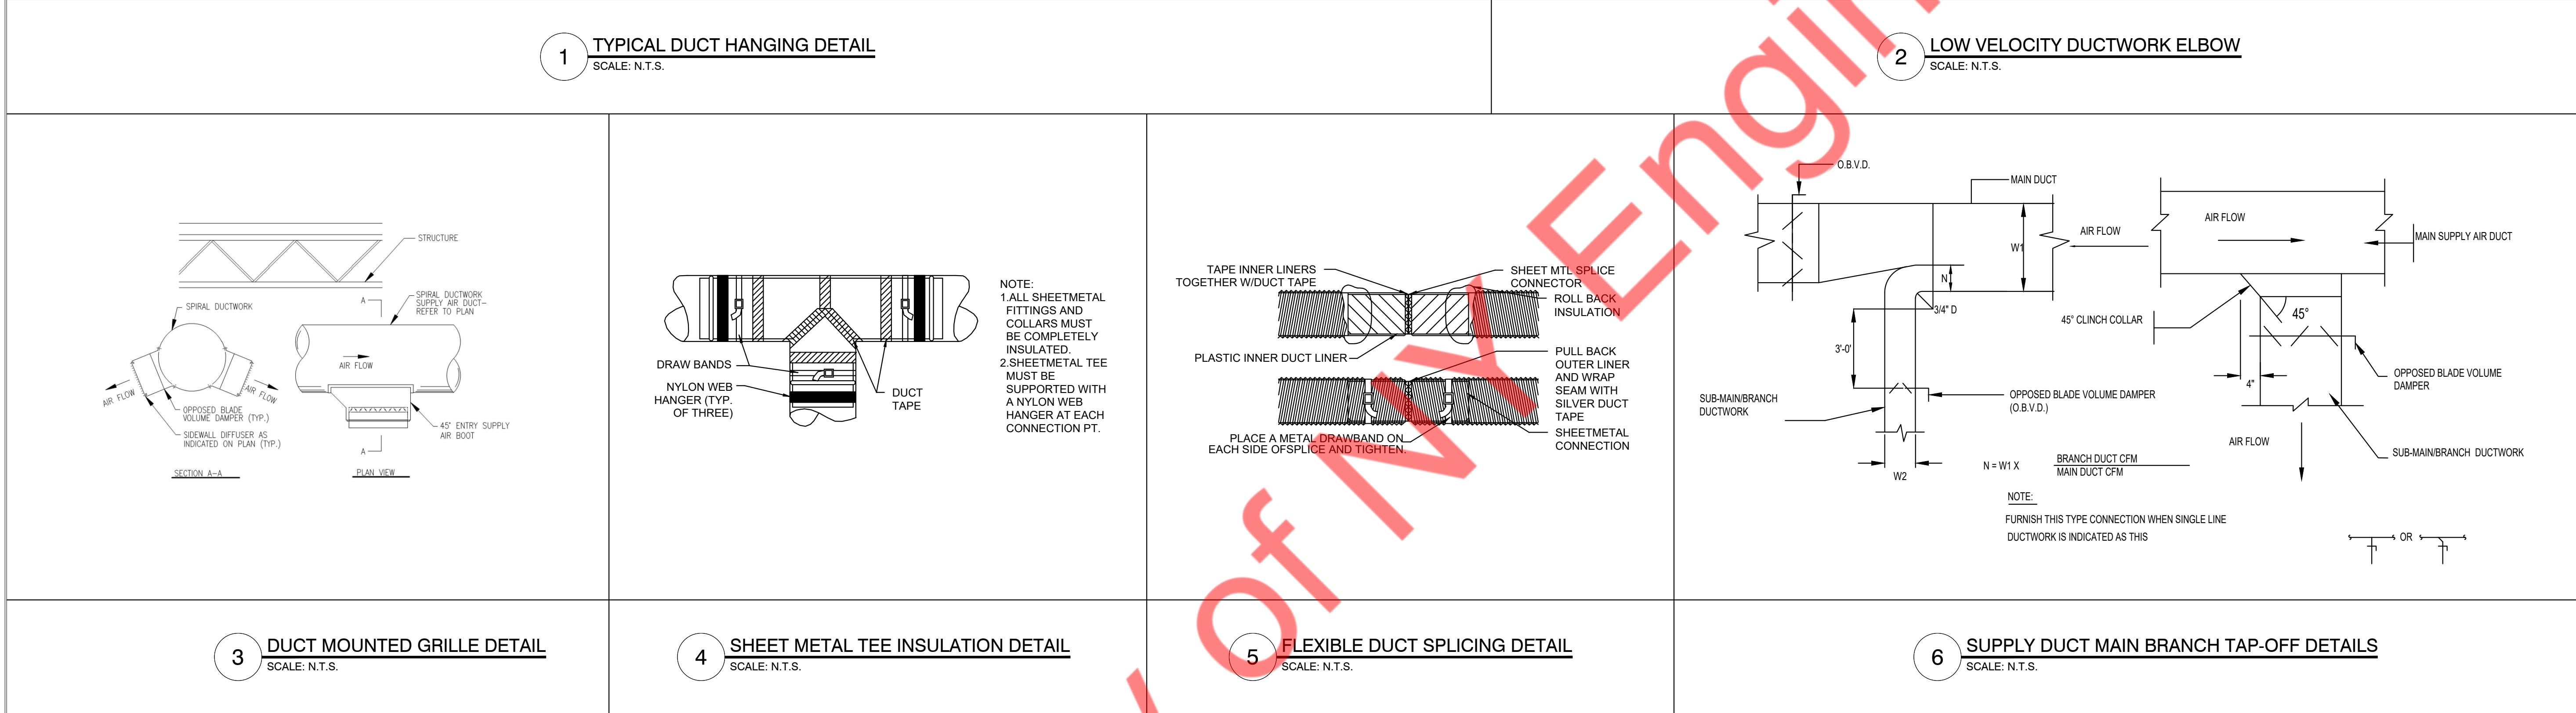 1
TYPICAL DUCT HANGING DETAIL
SCALE: N.T.S.
2
LOW VELOCITY DUCTWORK ELBOW
SCALE: N.T.S.
STRUCTURE
SPIRAL DUCTWORK
SPIRAL DUCTWORK
SUPPLY AIR DUCT-
REFER TO PLAN
A
AIR FLOW
AIR FLOW
AIR FLOW
OPPOSED BLADE
VOLUME DAMPER (TYP.)
SIDEWALL DIFFUSER AS
INDICATED ON PLAN (TYP.)
45° ENTRY SUPPLY
AIR BOOT
A
SECTION A-A
PLAN VIEW
3
DUCT MOUNTED GRILLE DETAIL
SCALE: N.T.S.
DRAW BANDS
NYLON WEB
HANGER (TYP.
OF THREE)
DUCT
TAPE
NOTE:
1.ALL SHEETMETAL
FITTINGS AND
COLLARS MUST
BE COMPLETELY
INSULATED.
2.SHEETMETAL TEE
MUST BE
SUPPORTED WITH
A NYLON WEB
HANGER AT EACH
CONNECTION PT.
4
SHEET METAL TEE INSULATION DETAIL
SCALE: N.T.S.
TAPE INNER LINERS
TOGETHER W/DUCT TAPE
SHEET MTL SPLICE
CONNECTOR
ROLL BACK
INSULATION
PLASTIC INNER DUCT LINER
PULL BACK
OUTER LINER
AND WRAP
SEAM WITH
SILVER DUCT
TAPE
SHEETMETAL
CONNECTION
PLACE A METAL DRAWBAND ON
EACH SIDE OFSPLICE AND TIGHTEN.
5
FLEXIBLE DUCT SPLICING DETAIL
SCALE: N.T.S.
O.B.V.D.
MAIN DUCT
W1
AIR FLOW
N
3/4" D
3'-0'
SUB-MAIN/BRANCH
DUCTWORK
OPPOSED BLADE VOLUME DAMPER
(O.B.V.D.)
W2
N = W1 X
BRANCH DUCT CFM
MAIN DUCT CFM
NOTE:
FURNISH THIS TYPE CONNECTION WHEN SINGLE LINE
DUCTWORK IS INDICATED AS THIS
OR
AIR FLOW
MAIN SUPPLY AIR DUCT
45° CLINCH COLLAR
45°
4"
OPPOSED BLADE VOLUME
DAMPER
AIR FLOW
SUB-MAIN/BRANCH DUCTWORK
6
SUPPLY DUCT MAIN BRANCH TAP-OFF DETAILS
SCALE: N.T.S.
of NY Engin